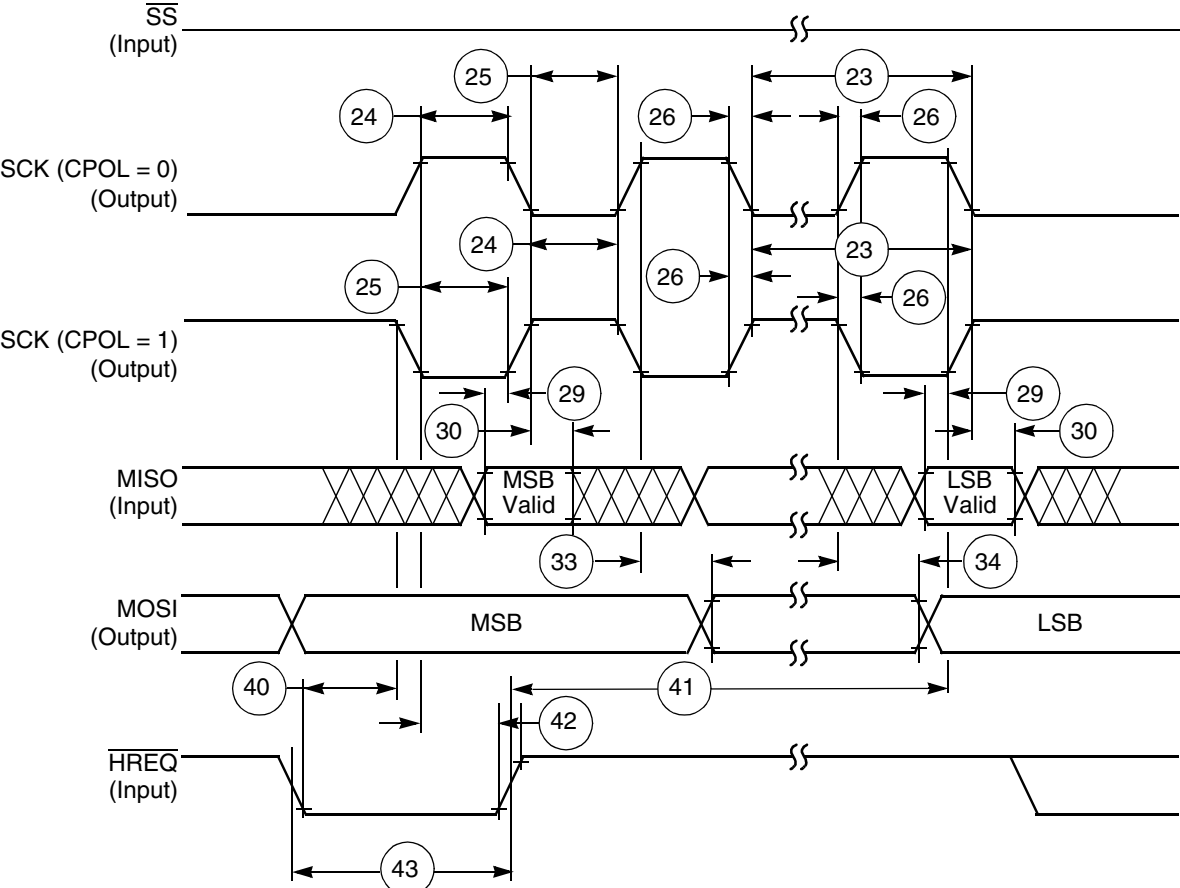 SS
(Input)
25
23
24
26
26
SCK (CPOL = 0)
(Output)
24
23
26
25
26
SCK (CPOL = 1)
(Output)
29
29
30
30
MISO
(Input)
MSB
Valid
LSB
Valid
33
34
MOSI
(Output)
MSB
LSB
40
41
42
HREQ
(Input)
43